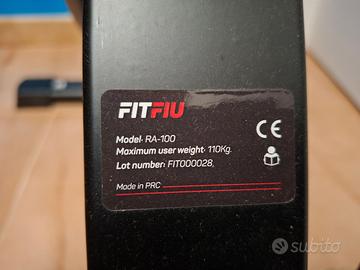 FITFIU
Model: RA-100
Maximum user weight: 110Kg.
Lot number: FIT000028.
Made in PRC
CE
subito